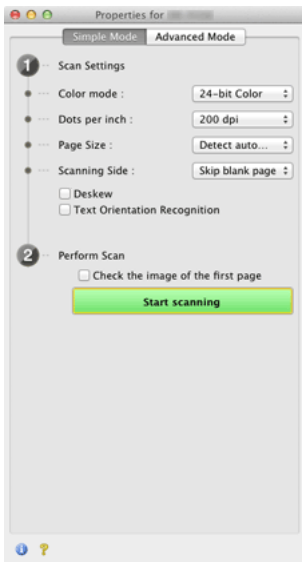 Properties for
Simple Mode Advanced Mode
1 Scan Settings
Color mode : 24-bit Color
Dots per inch : 200 dpi
Page Size : Detect auto...
Scanning Side : Skip blank page
Deskew
Text Orientation Recognition
2 Perform Scan
Check the image of the first page
Start scanning
i ?